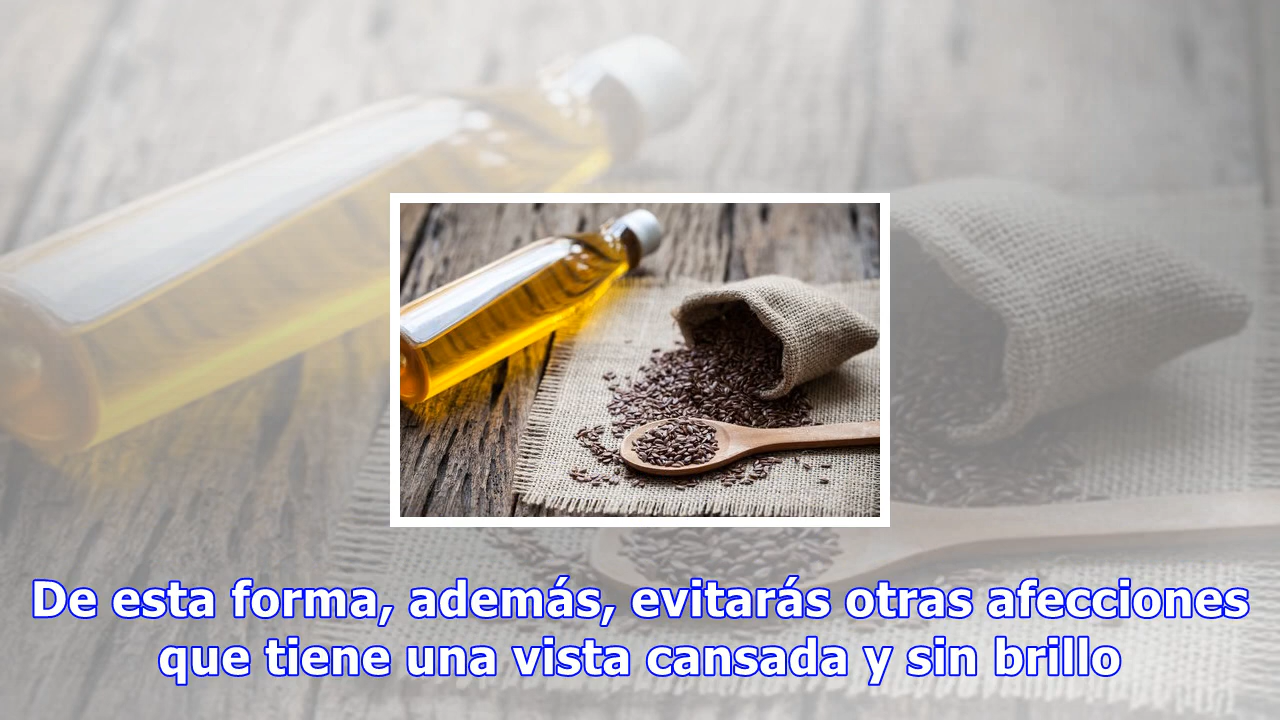 De esta forma, además, evitarás otras afecciones
que tiene una vista cansada y sin brillo